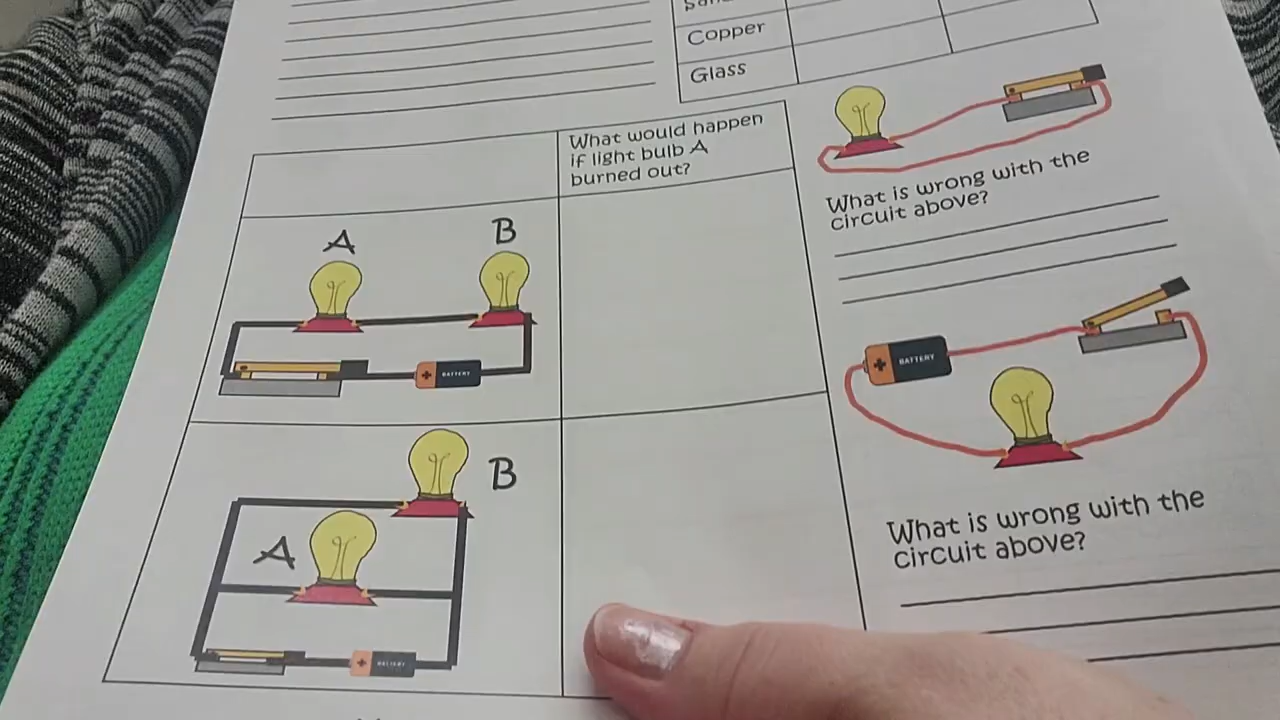 Copper
Glass
What would happen
if light bulb A
burned out?
What is wrong with the
circuit above?
A
B
BATTERY
BATTERY
B
A
BATTERY
What is wrong with the
circuit above?